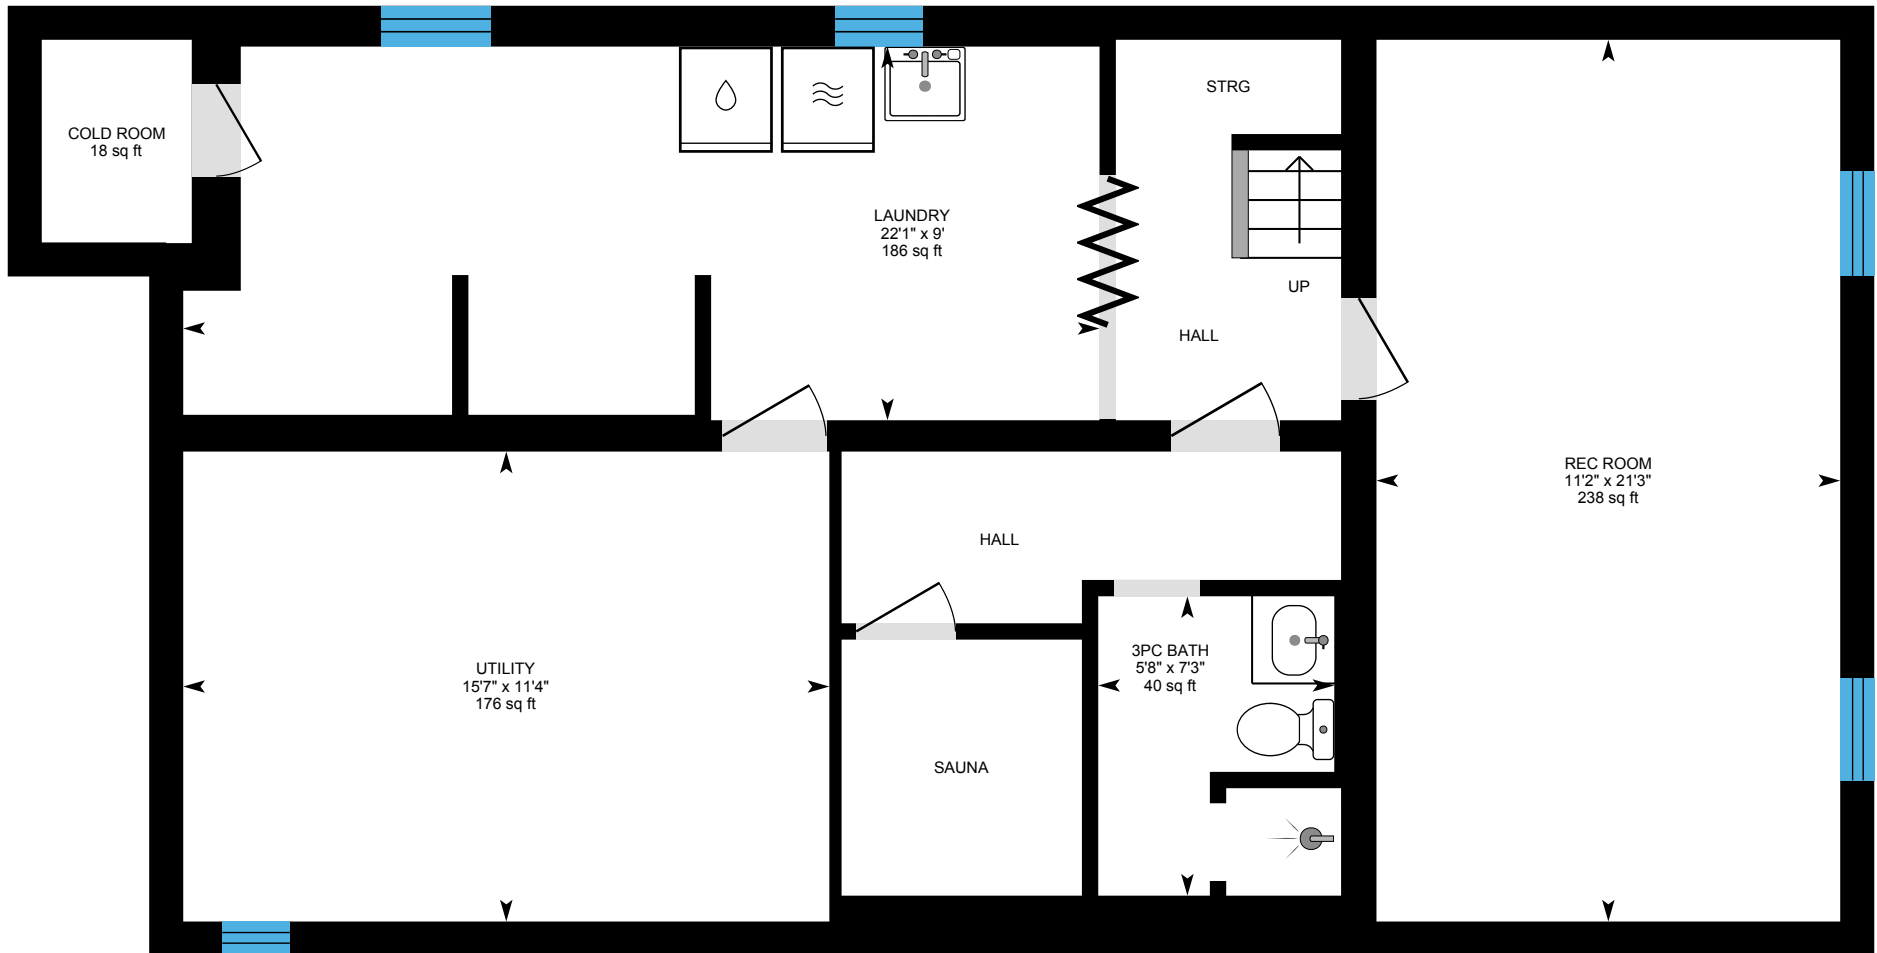 STRG
COLD ROOM
18 sq ft
LAUNDRY
22'1" x 9'
186 sq ft
UP
HALL
REC ROOM
11'2" x 21'3"
238 sq ft
HALL
UTILITY
15'7" x 11'4"
176 sq ft
3PC BATH
5'8" x 7'3"
40 sq ft
SAUNA